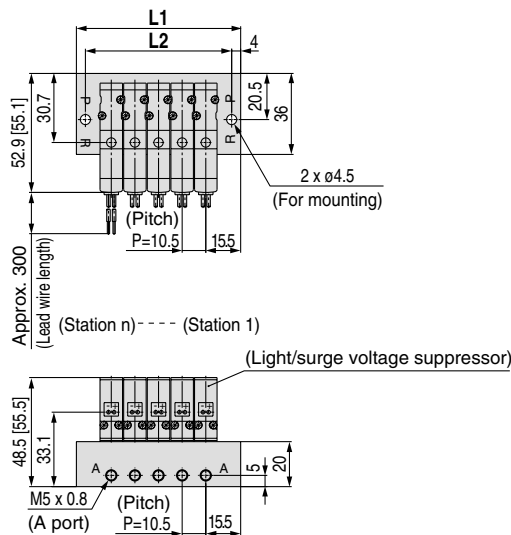 L1
L2
4
P
P
R
R
30.7
52.9 [55.1]
20.5
36
2 x ø4.5
(For mounting)
(Pitch)
P=10.5
15.5
Approx. 300
(Lead wire length)
(Station n)---- (Station 1)
(Light/surge voltage suppressor)
48.5 [55.5]
33.1
A
A
5
20
M5 x 0.8
(A port)
(Pitch)
P=10.5
15.5